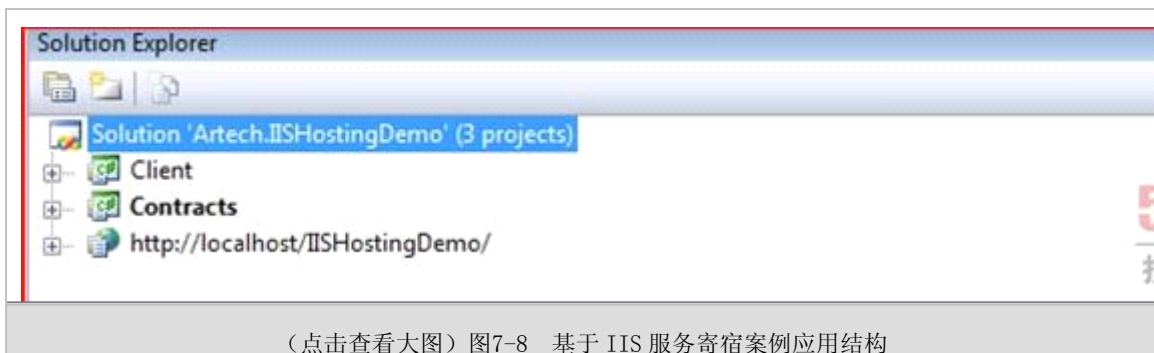 Solution Explorer
Solution 'Artech.IISHostingDemo' (3 projects)
Client
Contracts
http://localhost/IISHostingDemo/
（点击查看大图）图7-8 基于 IIS 服务寄宿案例应用结构